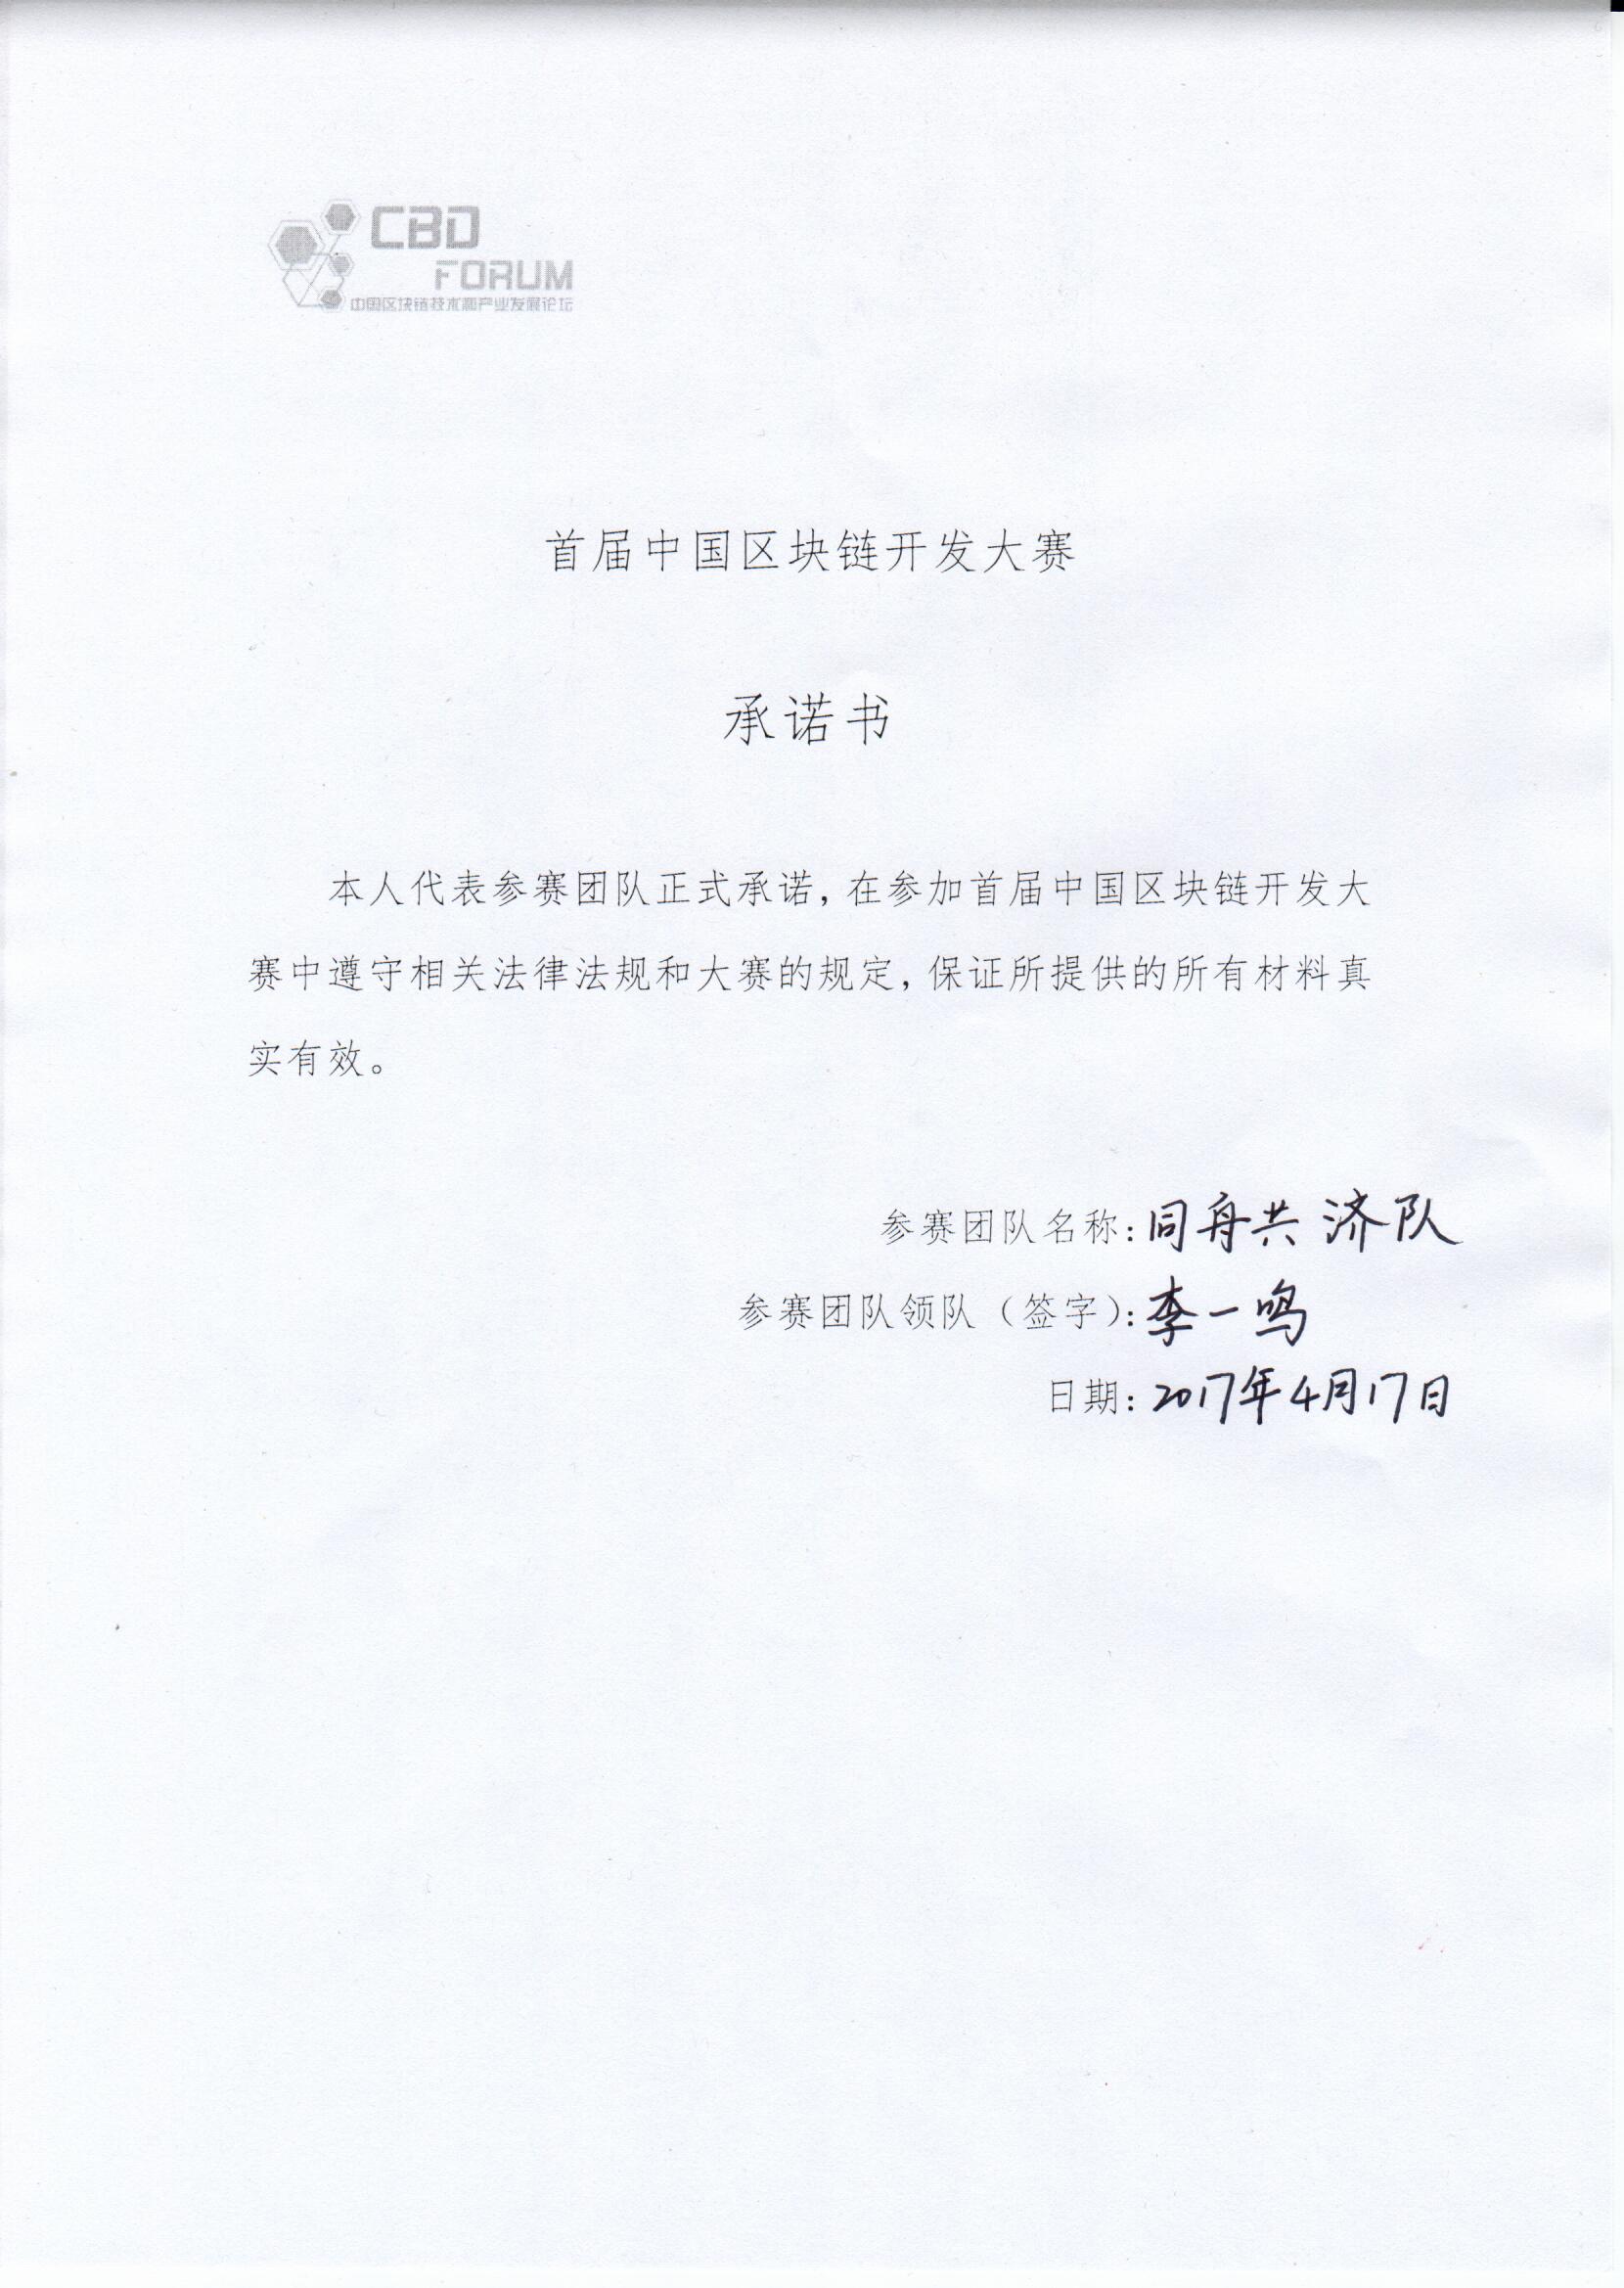 CBD
FORUM
中国区块链技术和产业发展论坛
首届中国区块链开发大赛
承诺书
本人代表参赛团队正式承诺，在参加首届中国区块链开发大
赛中遵守相关法律法规和大赛的规定，保证所提供的所有材料真
实有效。
参赛团队名称：同舟共济队
参赛团队领队（签字）：李一鸣
日期：2017年4月17日